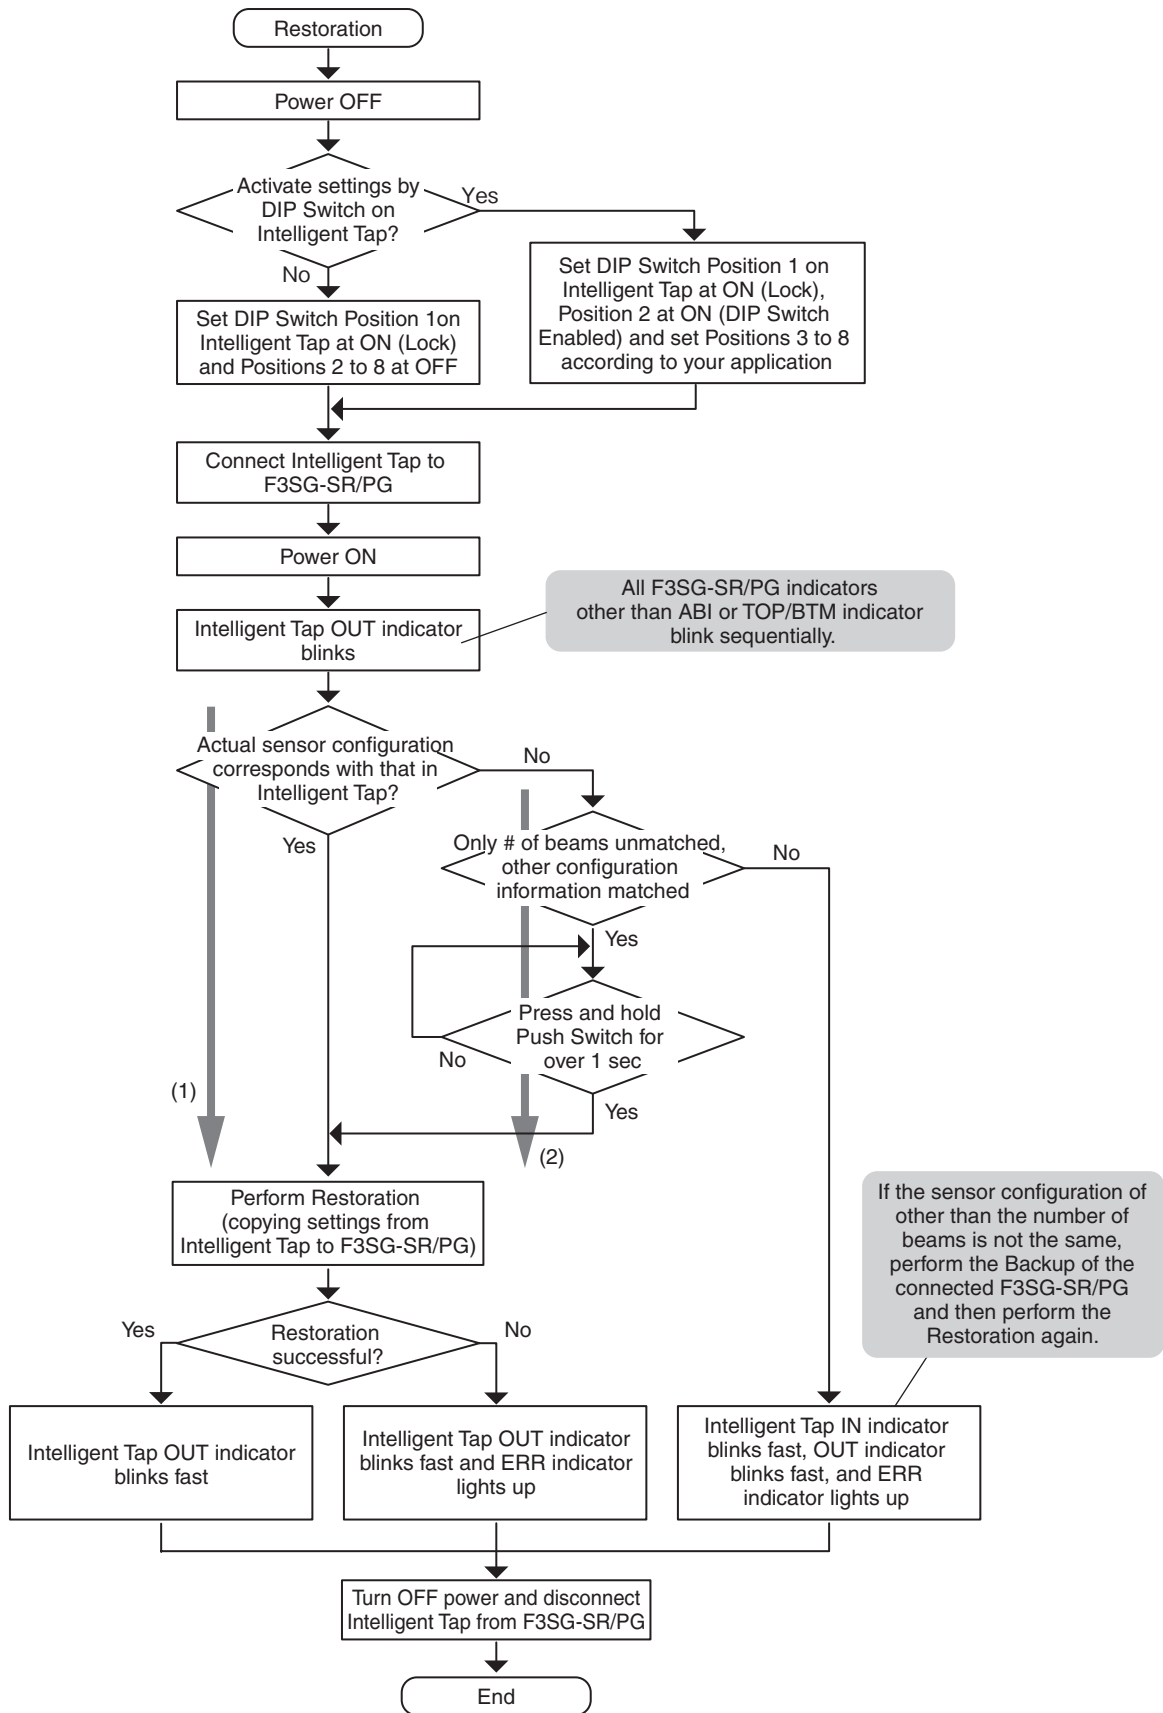 Restoration
Power OFF
Activate settings by
DIP Switch on
Intelligent Tap?
Yes
No
Set DIP Switch Position 1 on
Intelligent Tap at ON (Lock),
Position 2 at ON (DIP Switch
Enabled) and set Positions 3 to 8
according to your application
Set DIP Switch Position 1on
Intelligent Tap at ON (Lock)
and Positions 2 to 8 at OFF
Connect Intelligent Tap to
F3SG-SR/PG
Power ON
Intelligent Tap OUT indicator
blinks
All F3SG-SR/PG indicators
other than ABI or TOP/BTM indicator
blink sequentially.
Actual sensor configuration
corresponds with that in
Intelligent Tap?
No
Yes
Only # of beams unmatched,
other configuration
information matched
No
Yes
Press and hold
Push Switch for
over 1 sec
No
Yes
(1)
(2)
Perform Restoration
(copying settings from
Intelligent Tap to F3SG-SR/PG)
If the sensor configuration of
other than the number of
beams is not the same,
perform the Backup of the
connected F3SG-SR/PG
and then perform the
Restoration again.
Restoration
successful?
Yes
No
Intelligent Tap OUT indicator
blinks fast
Intelligent Tap OUT indicator
blinks fast and ERR indicator
lights up
Intelligent Tap IN indicator
blinks fast, OUT indicator
blinks fast, and ERR
indicator lights up
Turn OFF power and disconnect
Intelligent Tap from F3SG-SR/PG
End